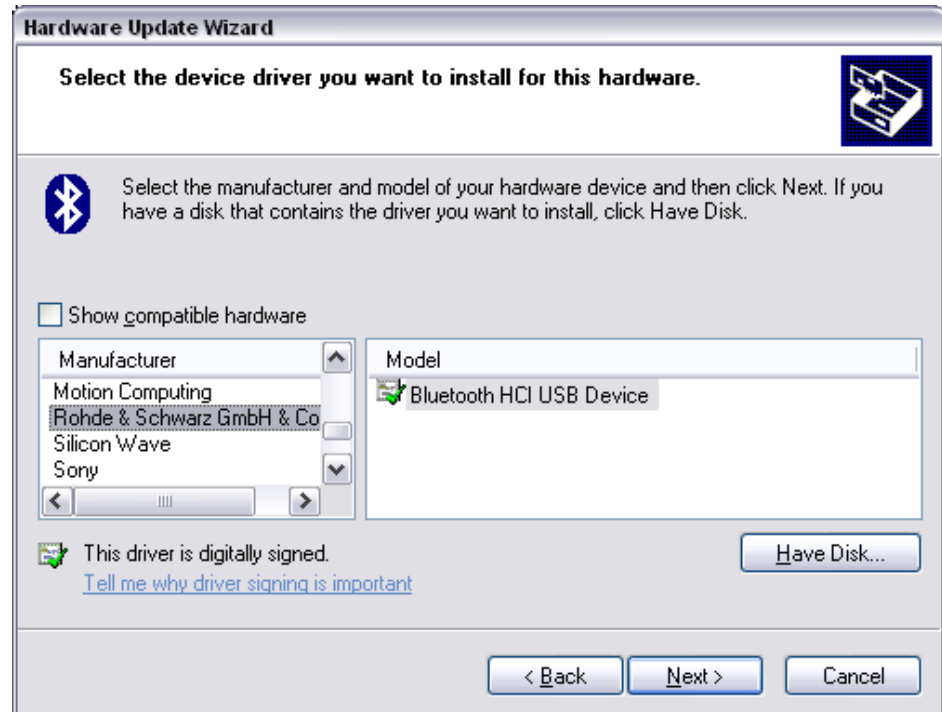 Hardware Update Wizard
Select the device driver you want to install for this hardware.
Select the manufacturer and model of your hardware device and then click Next. If you
have a disk that contains the driver you want to install, click Have Disk.
Show compatible hardware
Manufacturer
Motion Computing
Rohde & Schwarz GmbH & Co
Silicon Wave
Sony
Model
Bluetooth HCI USB Device
This driver is digitally signed.
Tell me why driver signing is important
Have Disk...
< Back
Next >
Cancel